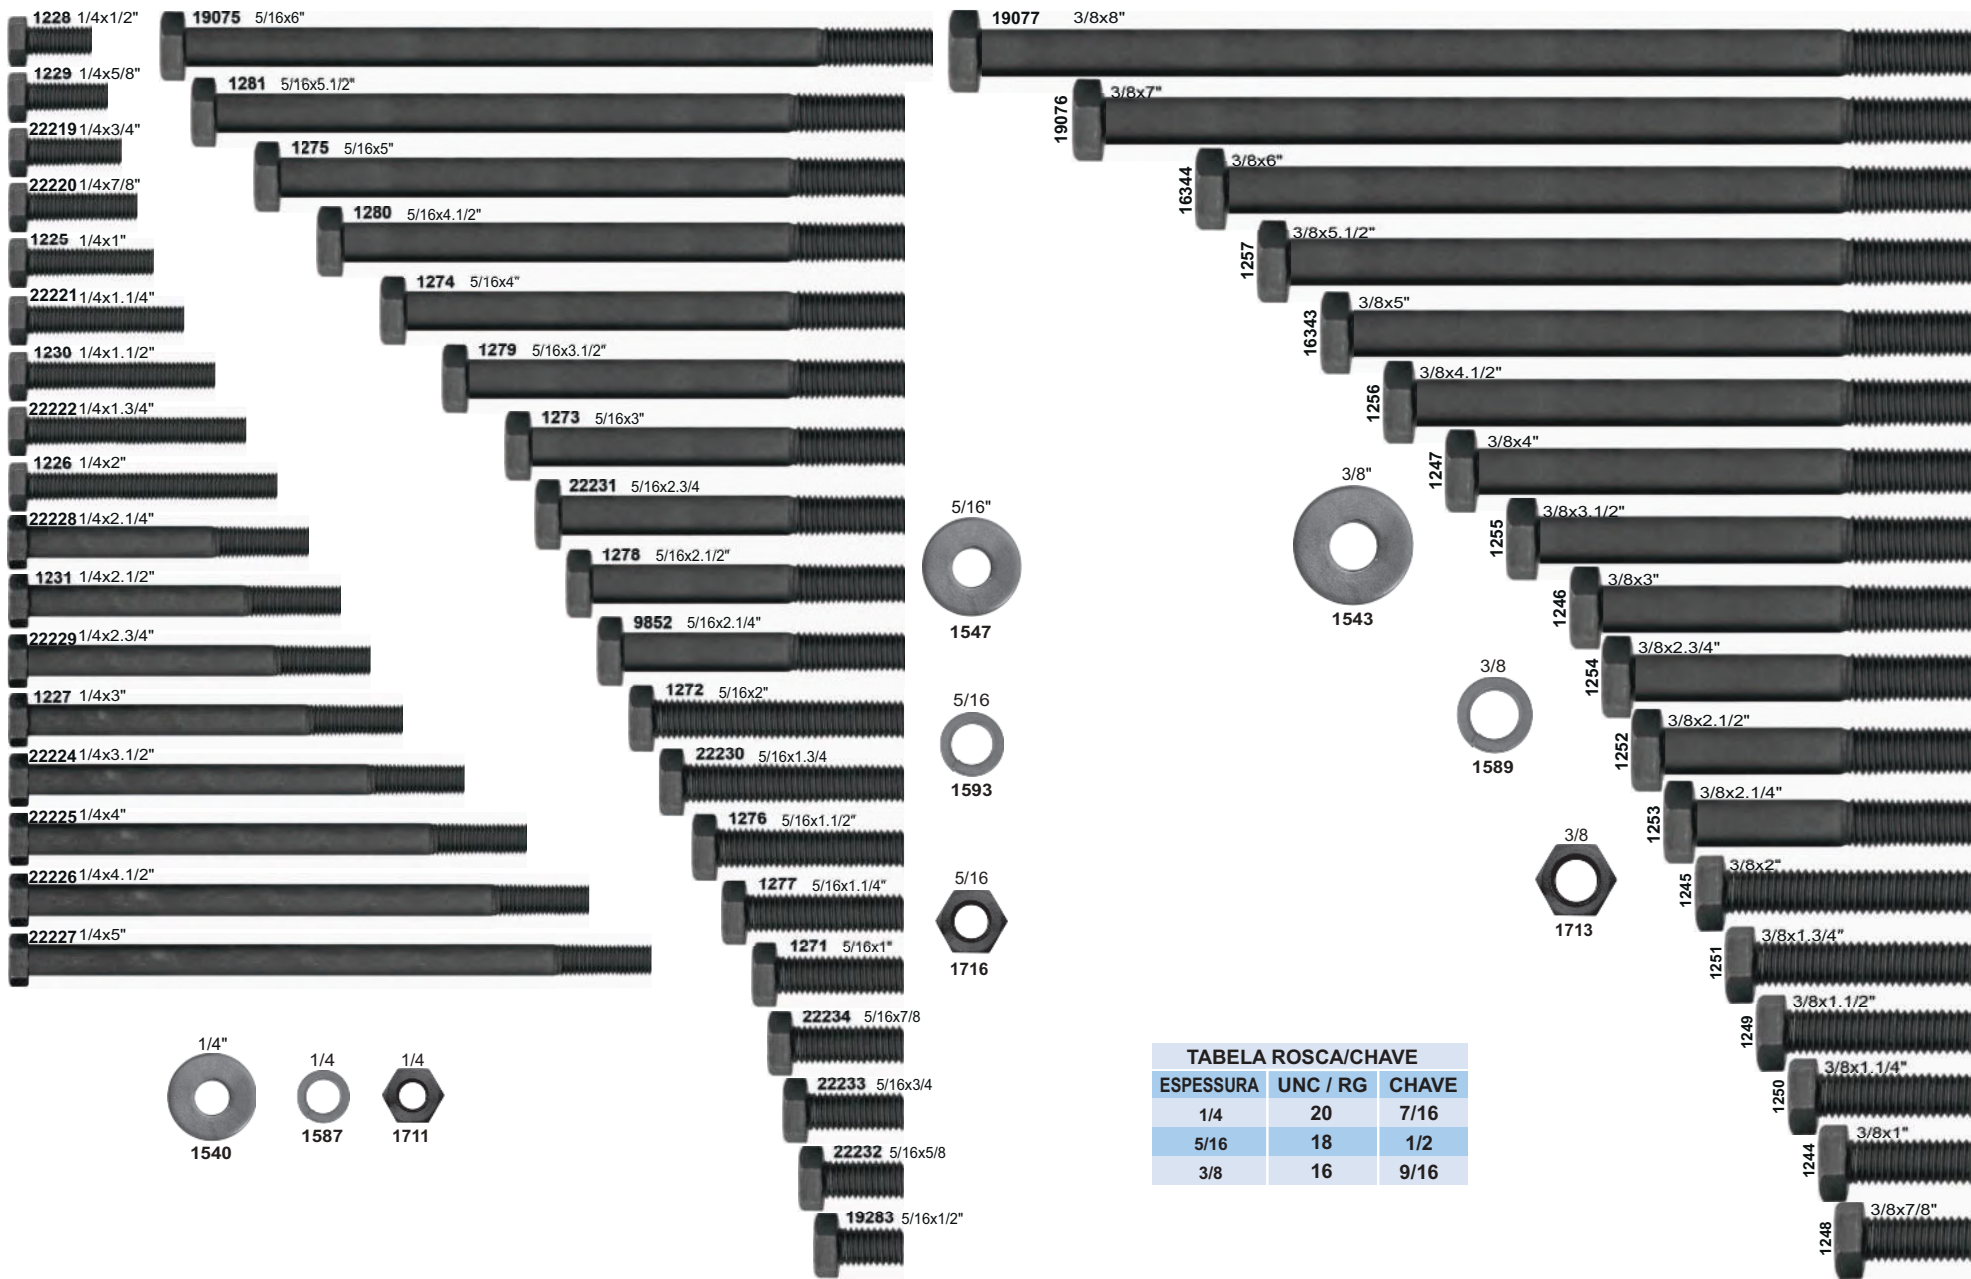 1228 1/4x1/2"
1229 1/4x5/8"
22219 1/4x3/4"
22220 1/4x7/8"
1225 1/4x1"
22221 1/4x1.1/4"
1230 1/4x1.1/2"
22222 1/4x1.3/4"
1226 1/4x2"
22228 1/4x2.1/4"
1231 1/4x2.1/2"
22229 1/4x2.3/4"
1227 1/4x3"
22224 1/4x3.1/2"
22225 1/4x4"
22226 1/4x4.1/2"
22227 1/4x5"
1/4"
1540
1/4
1587
1/4
1711
19075 5/16x6"
1281 5/16x5.1/2"
1275 5/16x5"
1280 5/16x4.1/2"
1274 5/16x4"
1279 5/16x3.1/2"
1273 5/16x3"
22231 5/16x2.3/4
1278 5/16x2.1/2"
9852 5/16x2.1/4"
1272 5/16x2"
22230 5/16x1.3/4
1276 5/16x1.1/2"
1277 5/16x1.1/4"
1271 5/16x1"
22234 5/16x7/8
22233 5/16x3/4
22232 5/16x5/8
19283 5/16x1/2"
5/16"
1547
5/16
1593
5/16
1716
19077 3/8x8"
19076 3/8x7"
16344 3/8x6"
1257 3/8x5.1/2"
16343 3/8x5"
1256 3/8x4.1/2"
1247 3/8x4"
1255 3/8x3.1/2"
1246 3/8x3"
1254 3/8x2.3/4"
1252 3/8x2.1/2"
1253 3/8x2.1/4"
1245 3/8x2"
1251 3/8x1.3/4"
1249 3/8x1.1/2"
1250 3/8x1.1/4"
1244 3/8x1"
1248 3/8x7/8"
3/8"
1543
3/8
1589
3/8
1713
TABELA ROSCA/CHAVE
ESPESSURA UNC / RG CHAVE
1/4 20 7/16
5/16 18 1/2
3/8 16 9/16